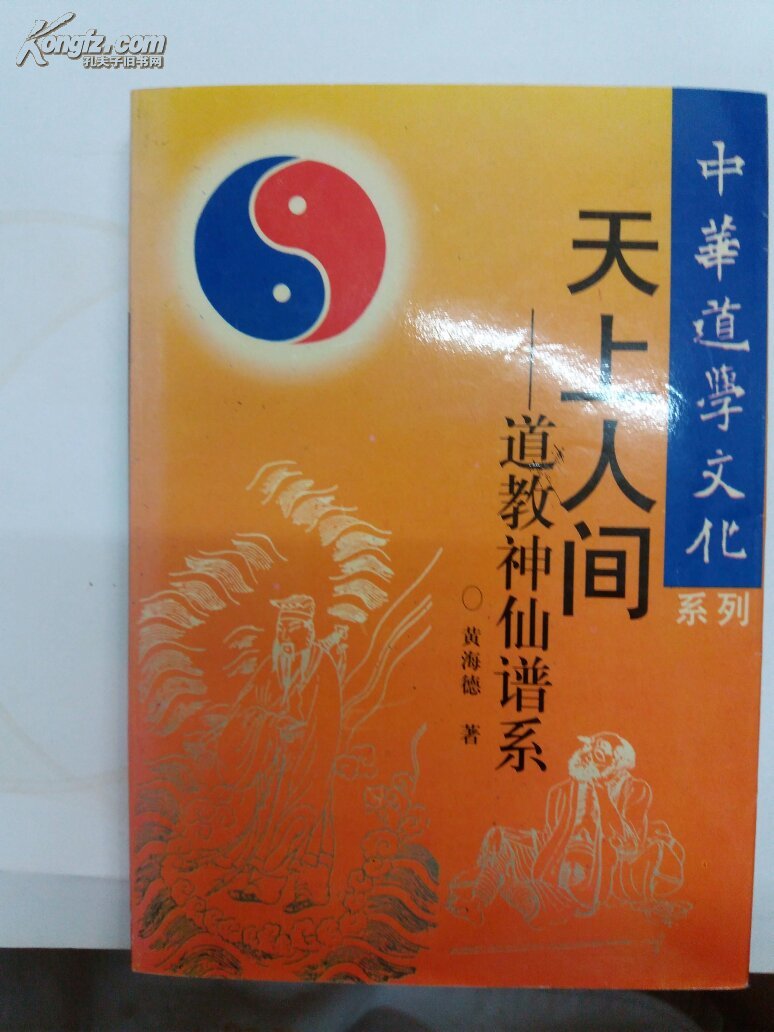 Kongfz.com
孔夫子旧书网
中華道學文化
系列
天上人间
——道教神仙谱系
○黄海德 著